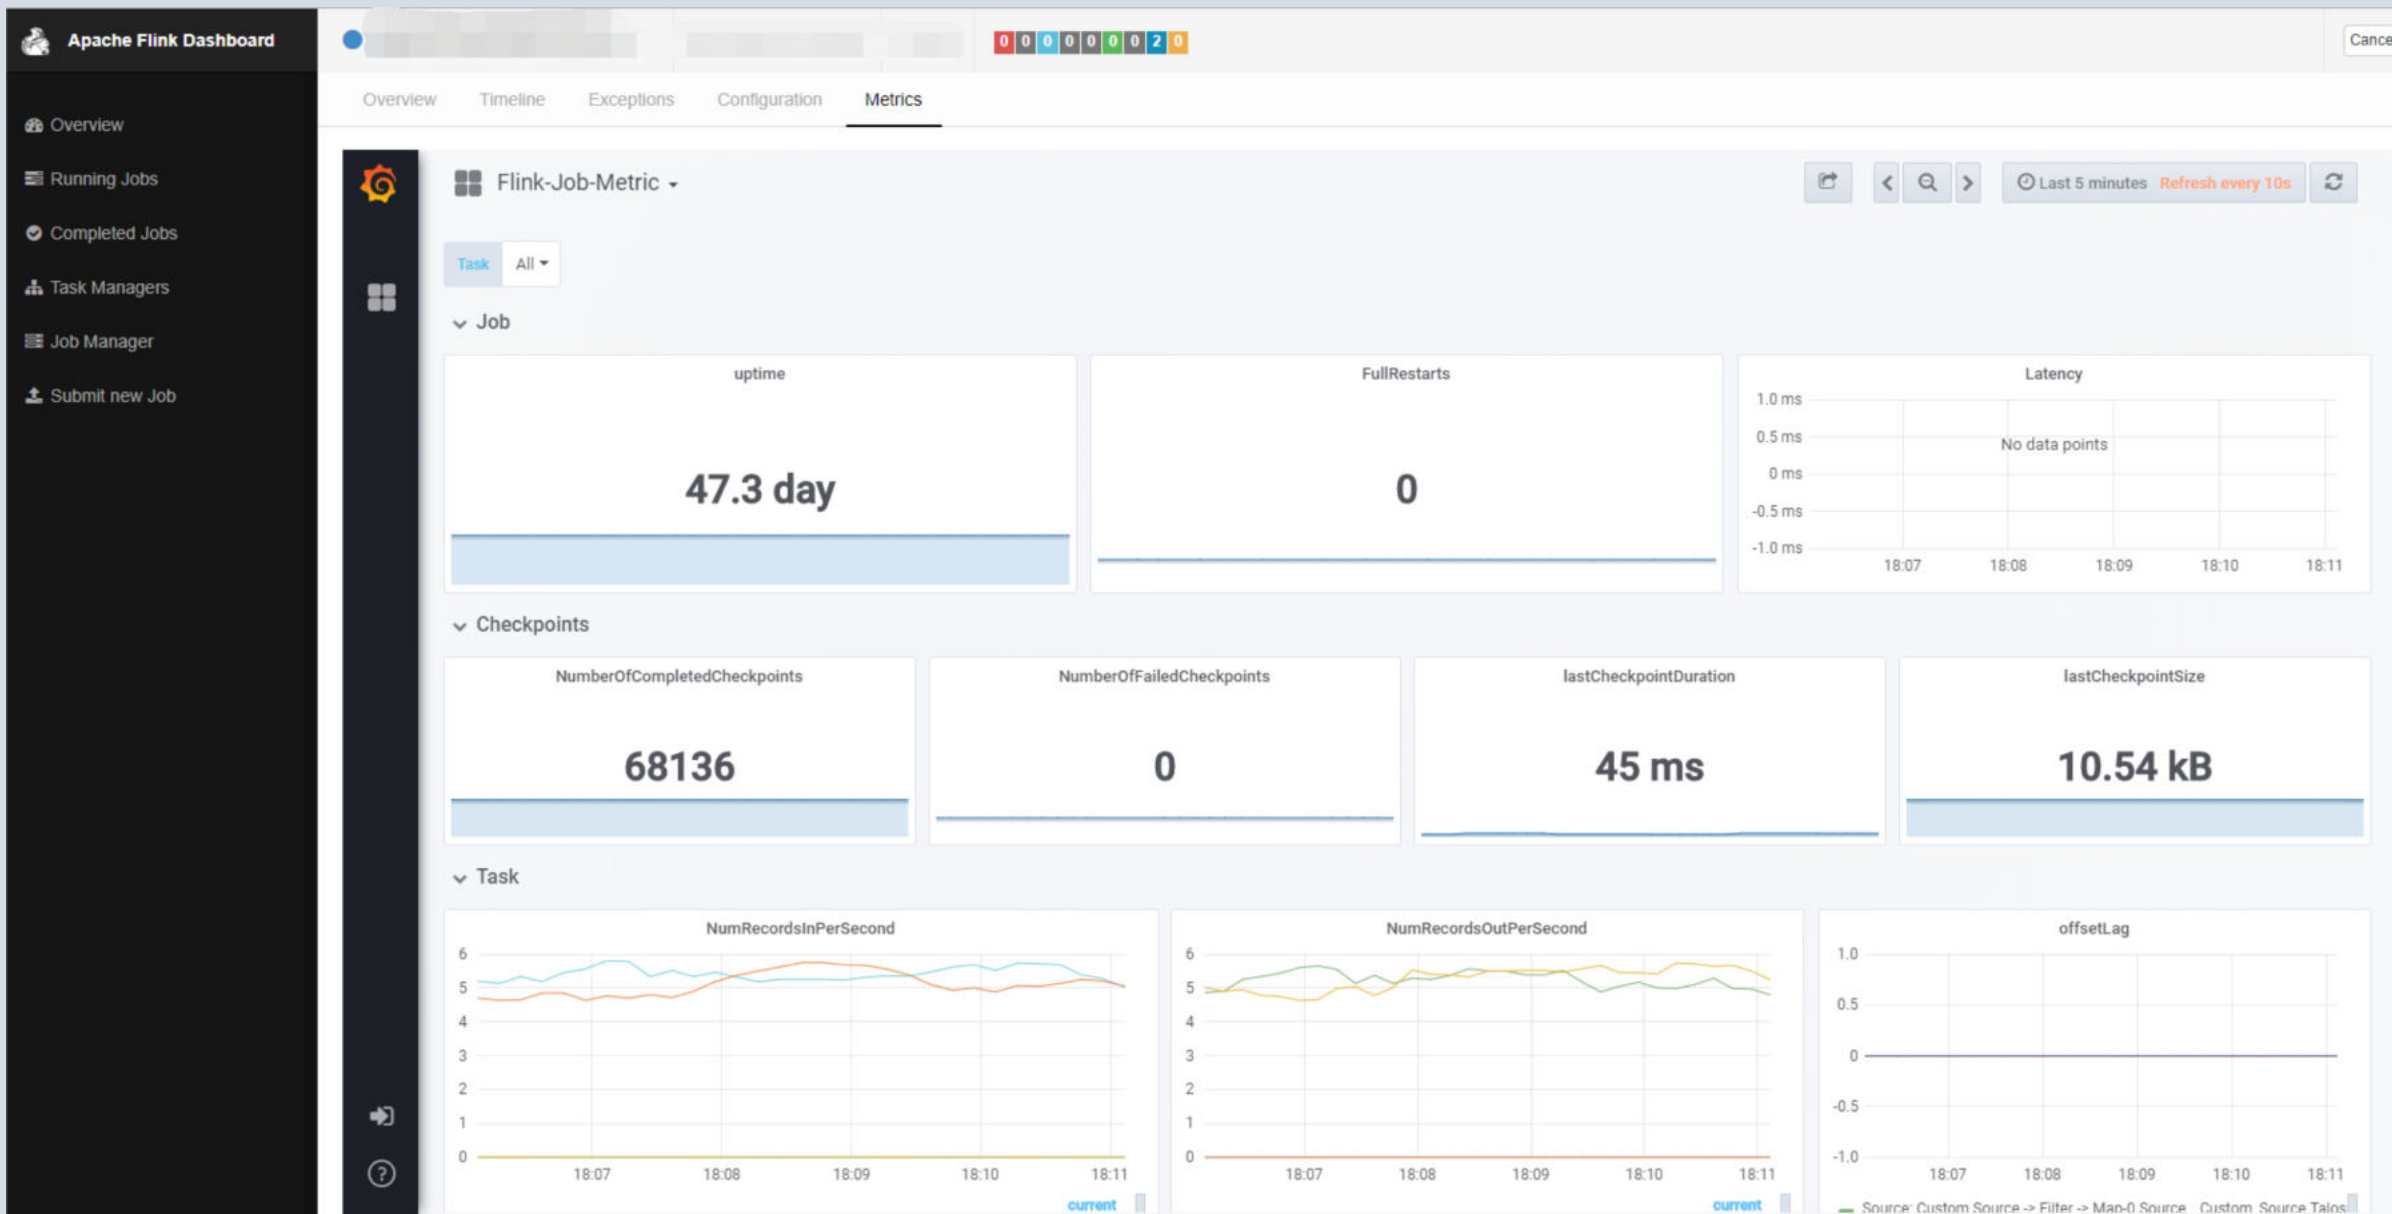 Apache Flink Dashboard
0 0 0 0 0 0 0 2 0
Cance
Overview
Running Jobs
Completed Jobs
Task Managers
Job Manager
Submit new Job
Overview Timeline Exceptions Configuration Metrics
Flink-Job-Metric
Last 5 minutes Refresh every 10s
Task All
Job
uptime
47.3 day
FullRestarts
0
Latency
1.0 ms
0.5 ms
0 ms
-0.5 ms
-1.0 ms
No data points
18:07 18:08 18:09 18:10 18:11
Checkpoints
NumberOfCompletedCheckpoints
68136
NumberOfFailedCheckpoints
0
lastCheckpointDuration
45 ms
lastCheckpointSize
10.54 kB
Task
NumRecordsInPerSecond
6
5
4
3
2
1
0
18:07 18:08 18:09 18:10 18:11
current
NumRecordsOutPerSecond
6
5
4
3
2
1
0
18:07 18:08 18:09 18:10 18:11
current
offsetLag
1.0
0.5
0
-0.5
-1.0
18:07 18:08 18:09 18:10 18:11
Source: Custom Source -> Filter -> Map-0 Source Custom Source Talos